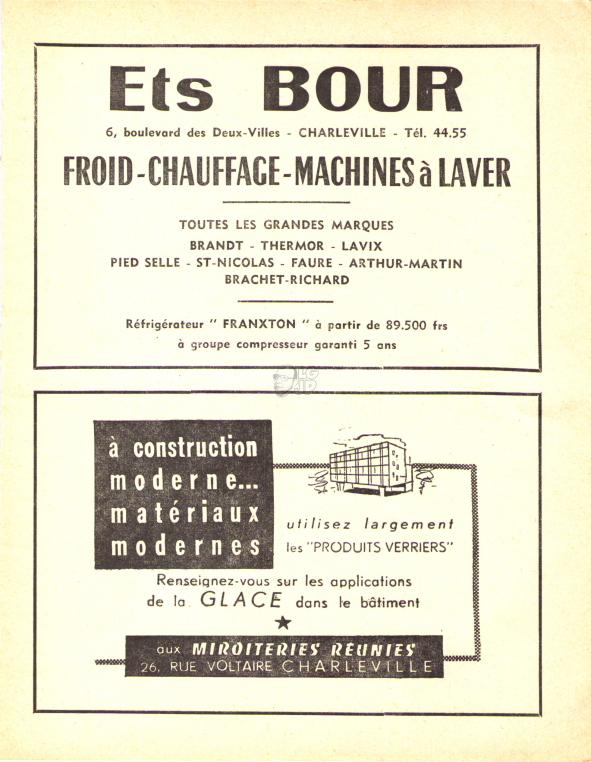 Ets BOUR
6, boulevard des Deux-Villes - CHARLEVILLE - Tél. 44.55
FROID-CHAUFFAGE-MACHINES à LAVER
TOUTES LES GRANDES MARQUES
BRANDT - THERMOR - LAVIX
PIED SELLE - ST-NICOLAS - FAURE - ARTHUR-MARTIN
BRACHET-RICHARD
Réfrigérateur " FRANXTON " à partir de 89.500 frs
à groupe compresseur garanti 5 ans
LG
JP
à construction
moderne...
matériaux
modernes
utilisez largement
les "PRODUITS VERRIERS"
Renseignez-vous sur les applications
de la GLACE dans le bâtiment
aux MIROITERIES RÉUNIES
26, RUE VOLTAIRE CHARLEVILLE